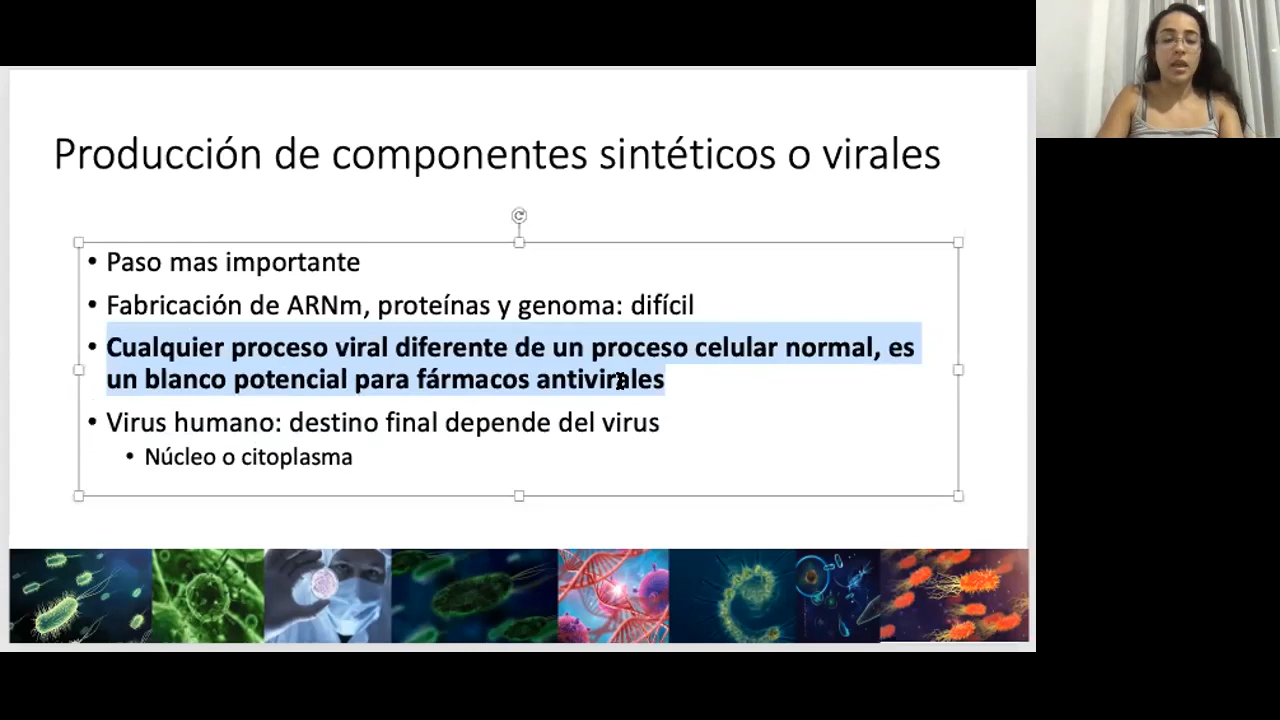 Producción de componentes sintéticos o virales
• Paso mas importante
• Fabricación de ARNm, proteínas y genoma: difícil
• Cualquier proceso viral diferente de un proceso celular normal, es
un blanco potencial para fármacos antivirales
• Virus humano: destino final depende del virus
• Núcleo o citoplasma